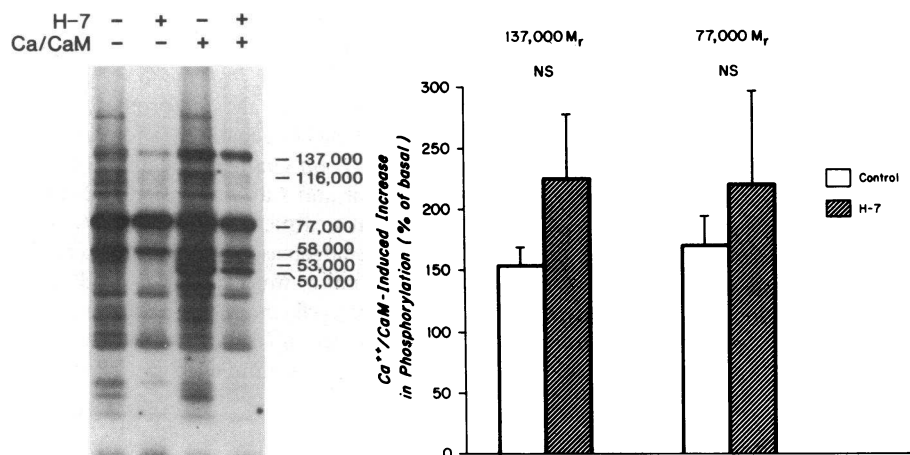 H-7 - + - +
Ca/CaM - - + +
137,000
116,000
77,000
58,000
53,000
50,000
137,000 Mr
77,000 Mr
NS
NS
300
250
200
150
100
50
0
Ca++/CaM-Induced Increase
in Phosphorylation (% of basal)
Control
H-7